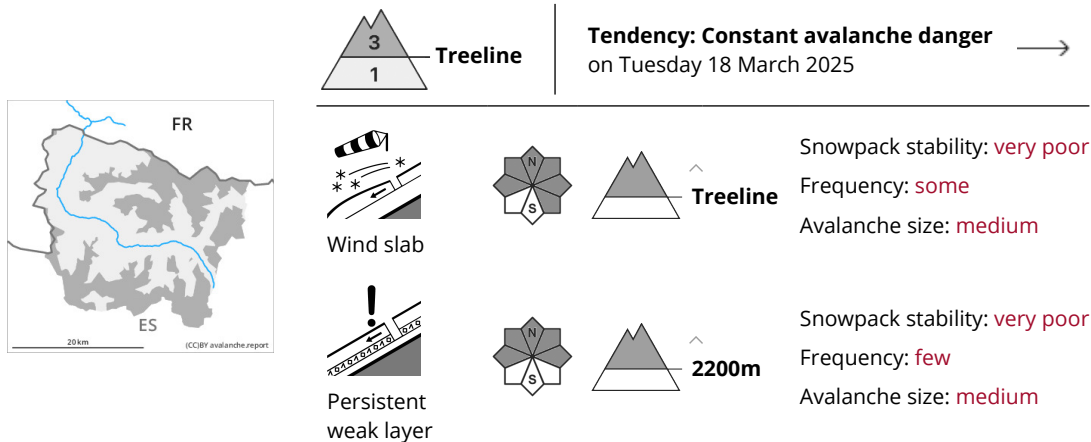 3
1
Treeline
Tendency: Constant avalanche danger
on Tuesday 18 March 2025
FR
ES
20 km
(CC)BY avalanche.report
Wind slab
N
S
Treeline
Snowpack stability: very poor
Frequency: some
Avalanche size: medium
Persistent
weak layer
N
S
2200m
Snowpack stability: very poor
Frequency: few
Avalanche size: medium